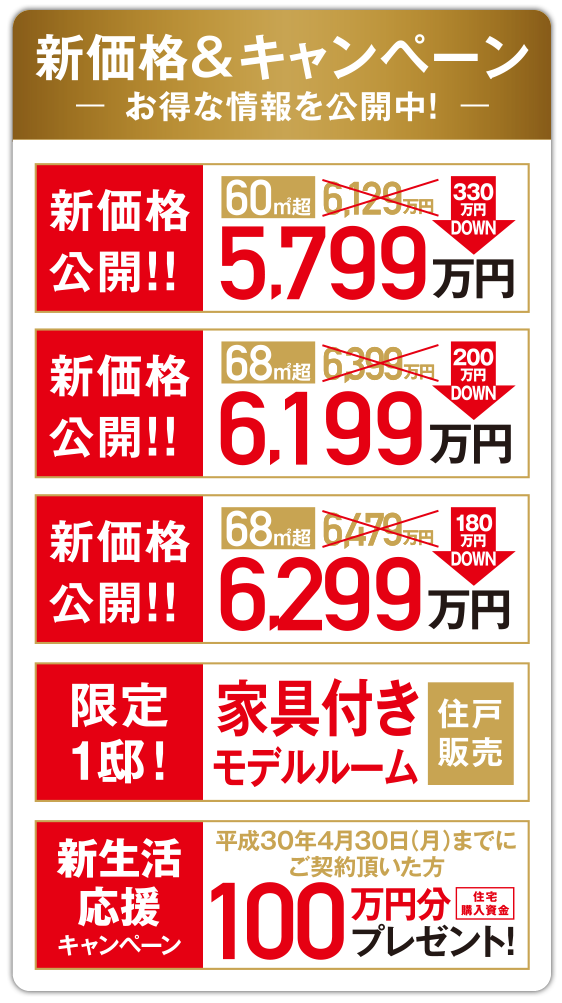 新価格&キャンペーン
お得な情報を公開中!
新価格
公開!!
60㎡超 6,129万円
5,799万円
330
万円
DOWN
新価格
公開!!
68㎡超 6,399万円
6,199万円
200
万円
DOWN
新価格
公開!!
68㎡超 6,479万円
6,299万円
180
万円
DOWN
限定
1邸!
家具付き
モデルルーム
住戸
販売
新生活
応援
キャンペーン
平成30年4月30日(月)までに
ご契約頂いた方
100万円分
住宅
購入資金
プレゼント!